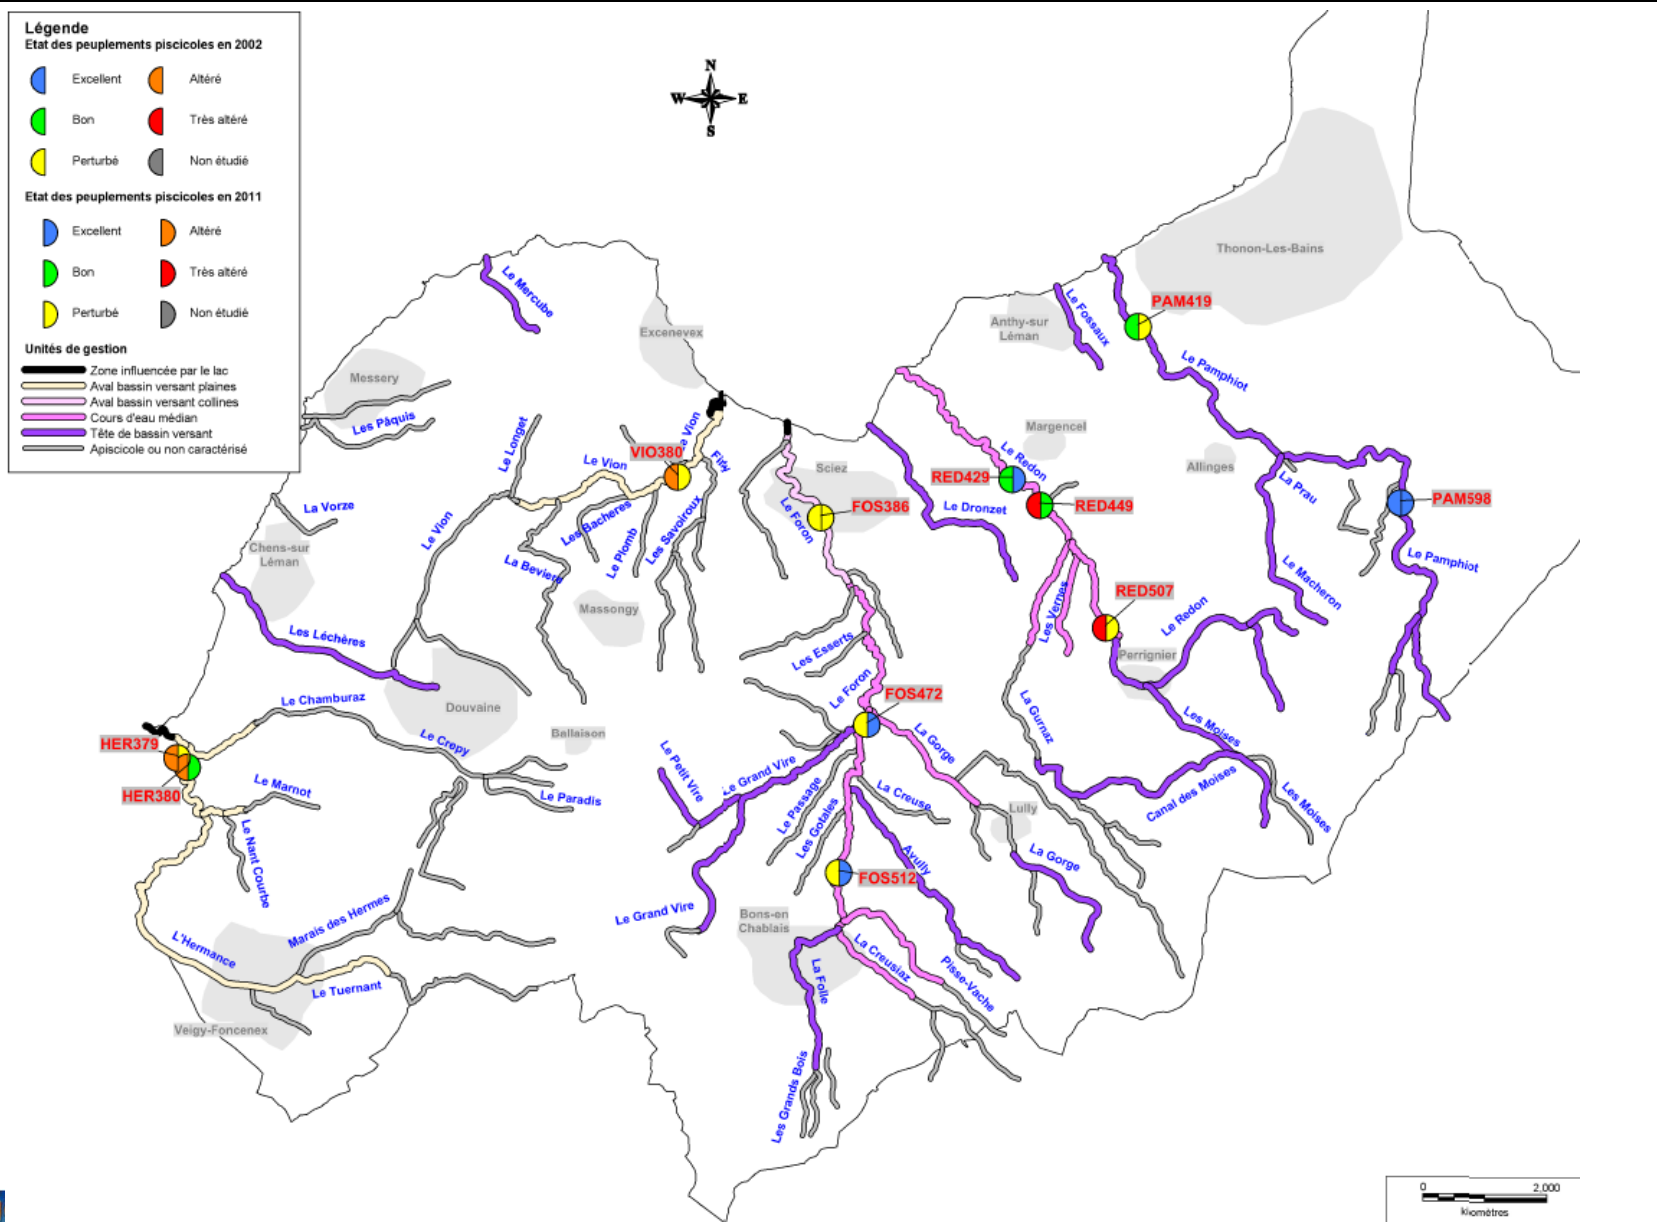 Légende
Etat des peuplements piscicoles en 2002
Excellent
Altéré
Bon
Très altéré
Perturbé
Non étudié
Etat des peuplements piscicoles en 2011
Excellent
Altéré
Bon
Très altéré
Perturbé
Non étudié
Unités de gestion
Zone influencée par le lac
Aval bassin versant plaines
Aval bassin versant collines
Cours d'eau médian
Tête de bassin versant
Apiscicole ou non caractérisé
N
W
E
S
Thonon-Les-Bains
Le Mercube
Le Fossaux
PAM419
Excenevex
Anthy-sur
Léman
Le Pamphiot
Messery
Les Pâquis
Le Longet
Margencel
VIO380
Le Vion
Sciez
Le Redon
Allinges
La Prau
RED429
RED449
PAM598
La Vorze
Les Bacheres
Le Plomb
Les Savoiroux
Le Foron
FOS386
Le Dronzet
Le Vion
Chens-sur
Léman
La Beviere
Le Pamphiot
Le Macheron
Massongy
RED507
Les Vernes
Le Redon
Les Léchères
Les Esserts
Perrignier
Le Foron
FOS472
Le Chamburaz
Douvaine
La Gurnaz
Les Moises
HER379
Le Crepy
Ballaison
La Gorge
Le Petit Vire
Le Grand Vire
HER380
Le Marnot
Le Paradis
Le Passage
Les Gotales
La Creuse
Lully
Canal des Moises
Les Moises
Le Nant Courbe
Avully
La Gorge
FOS512
Le Grand Vire
Bons-en
Chablais
Marais des Hermes
L'Hermance
La Creusiaz
Pisse-Vache
La Folle
Le Tuernant
Veigy-Foncenex
Les Grands Bois
0
2,000
kilomètres